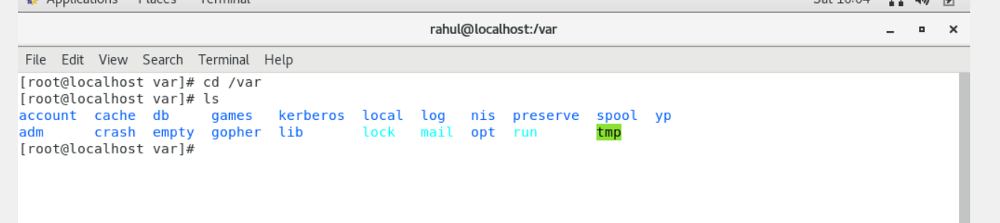 Applications Places Terminal Sat 16:04
rahul@localhost:/var
File Edit View Search Terminal Help
[root@localhost var]# cd /var
[root@localhost var]# ls
account cache db games kerberos local log nis preserve spool yp
adm crash empty gopher lib lock mail opt run tmp
[root@localhost var]#